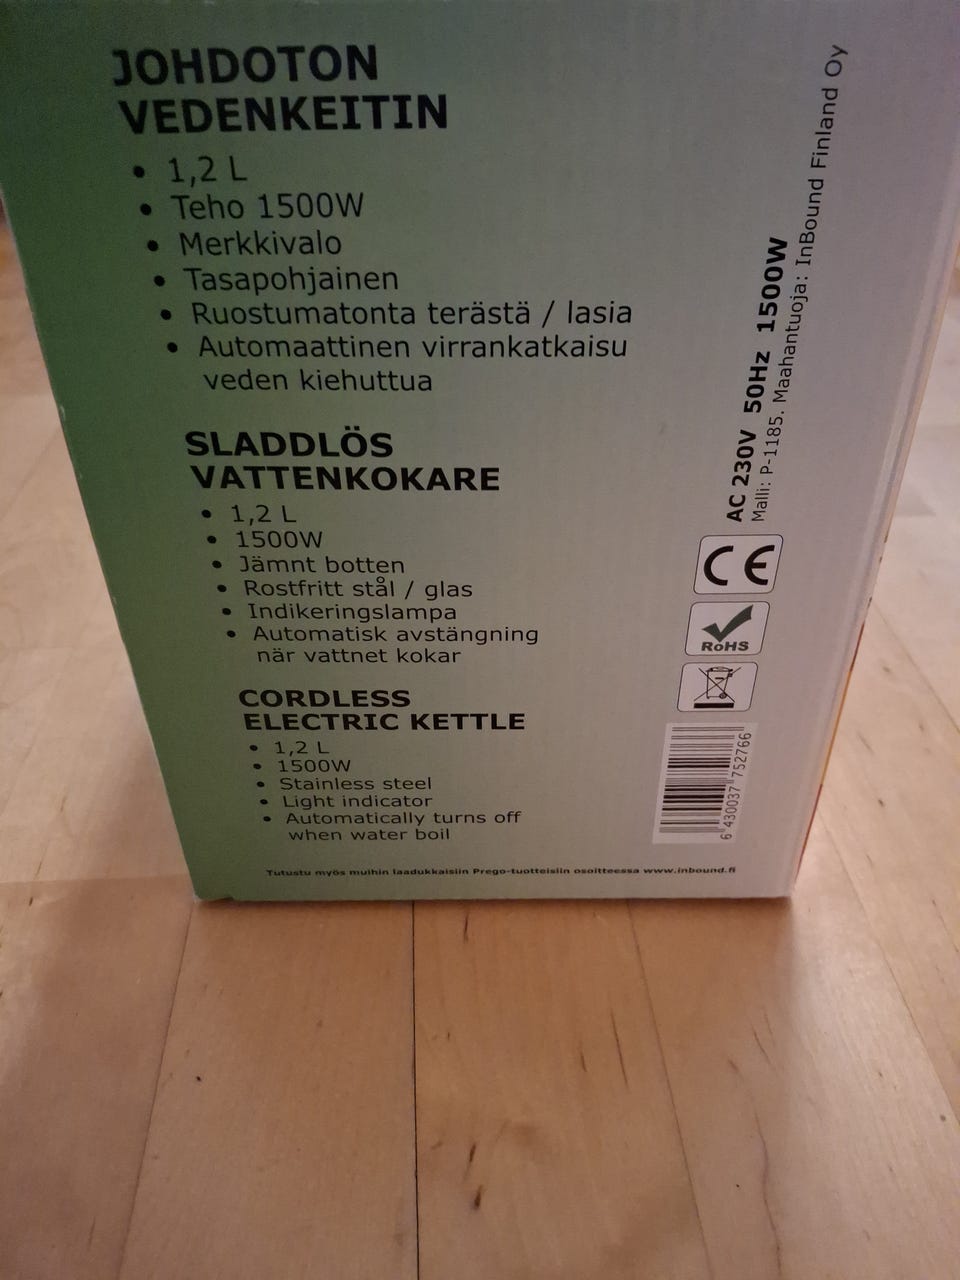 JOHDOTON
VEDENKEITIN
• 1,2 L
• Teho 1500W
• Merkkivalo
• Tasapohjainen
• Ruostumatonta terästä / lasia
• Automaattinen virrankatkaisu
veden kiehuttua
SLADDLÖS
VATTENKOKARE
• 1,2 L
• 1500W
• Jämnt botten
• Rostfritt stål / glas
• Indikeringslampa
• Automatisk avstängning
när vattnet kokar
CORDLESS
ELECTRIC KETTLE
• 1,2 L
• 1500W
• Stainless steel
• Light indicator
• Automatically turns off
when water boil
Tutustu myös muihin laadukkaisiin Prego-tuotteisiin osoitteessa www.inbound.fi
AC 230V 50Hz 1500W
Malli: P-1185. Maahantuoja: InBound Finland Oy
CE
RoHS
6 430037 752766